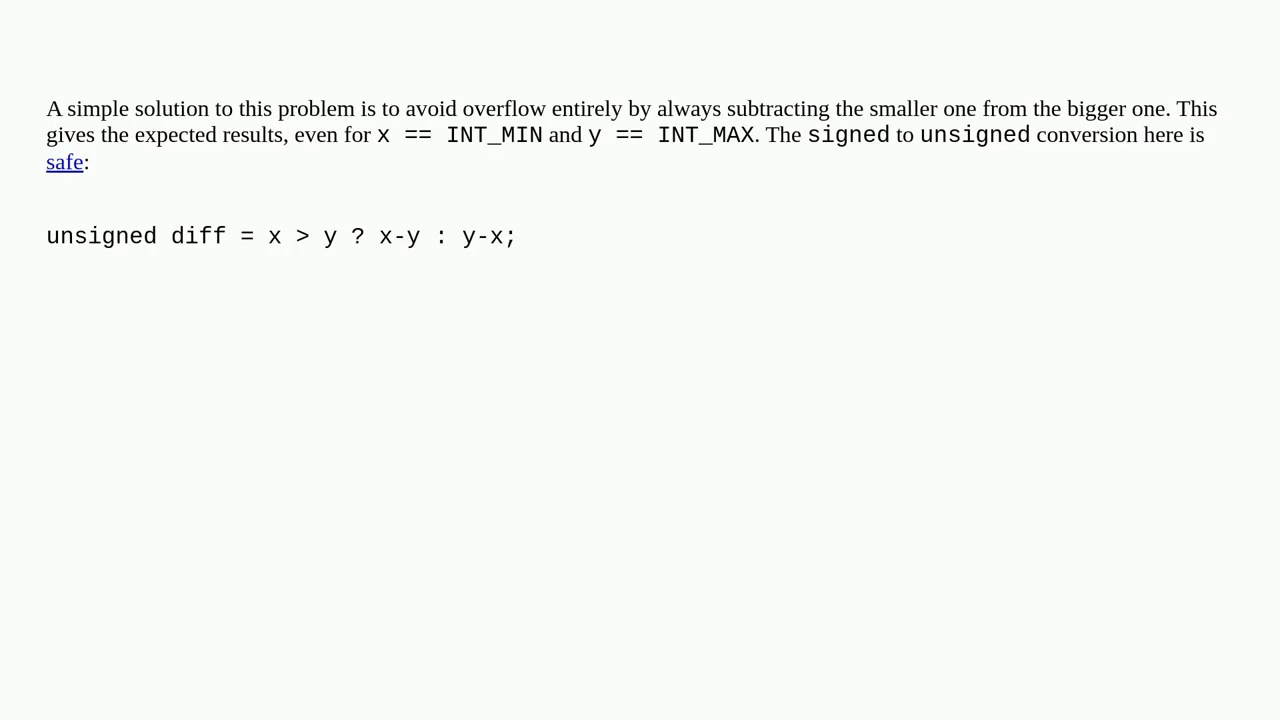 A simple solution to this problem is to avoid overflow entirely by always subtracting the smaller one from the bigger one. This
gives the expected results, even for x == INT_MIN and y == INT_MAX. The signed to unsigned conversion here is
safe:
unsigned diff = x > y ? x-y : y-x;